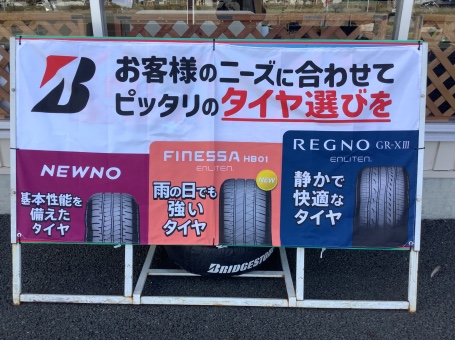 お客様のニーズに合わせて
ピッタリのタイヤ選びを
NEWNO
基本性能を
備えた
タイヤ
FINESSA HB01
ENLITEN
NEW
雨の日でも
強い
タイヤ
REGNO GR-XⅢ
ENLITEN
静かで
快適な
タイヤ
BRIDGESTONE